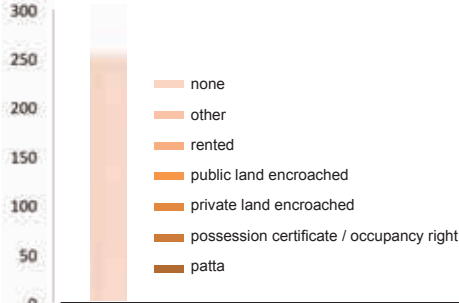 300
250
200
150
100
50
0
none
other
rented
public land encroached
private land encroached
possession certificate / occupancy right
patta